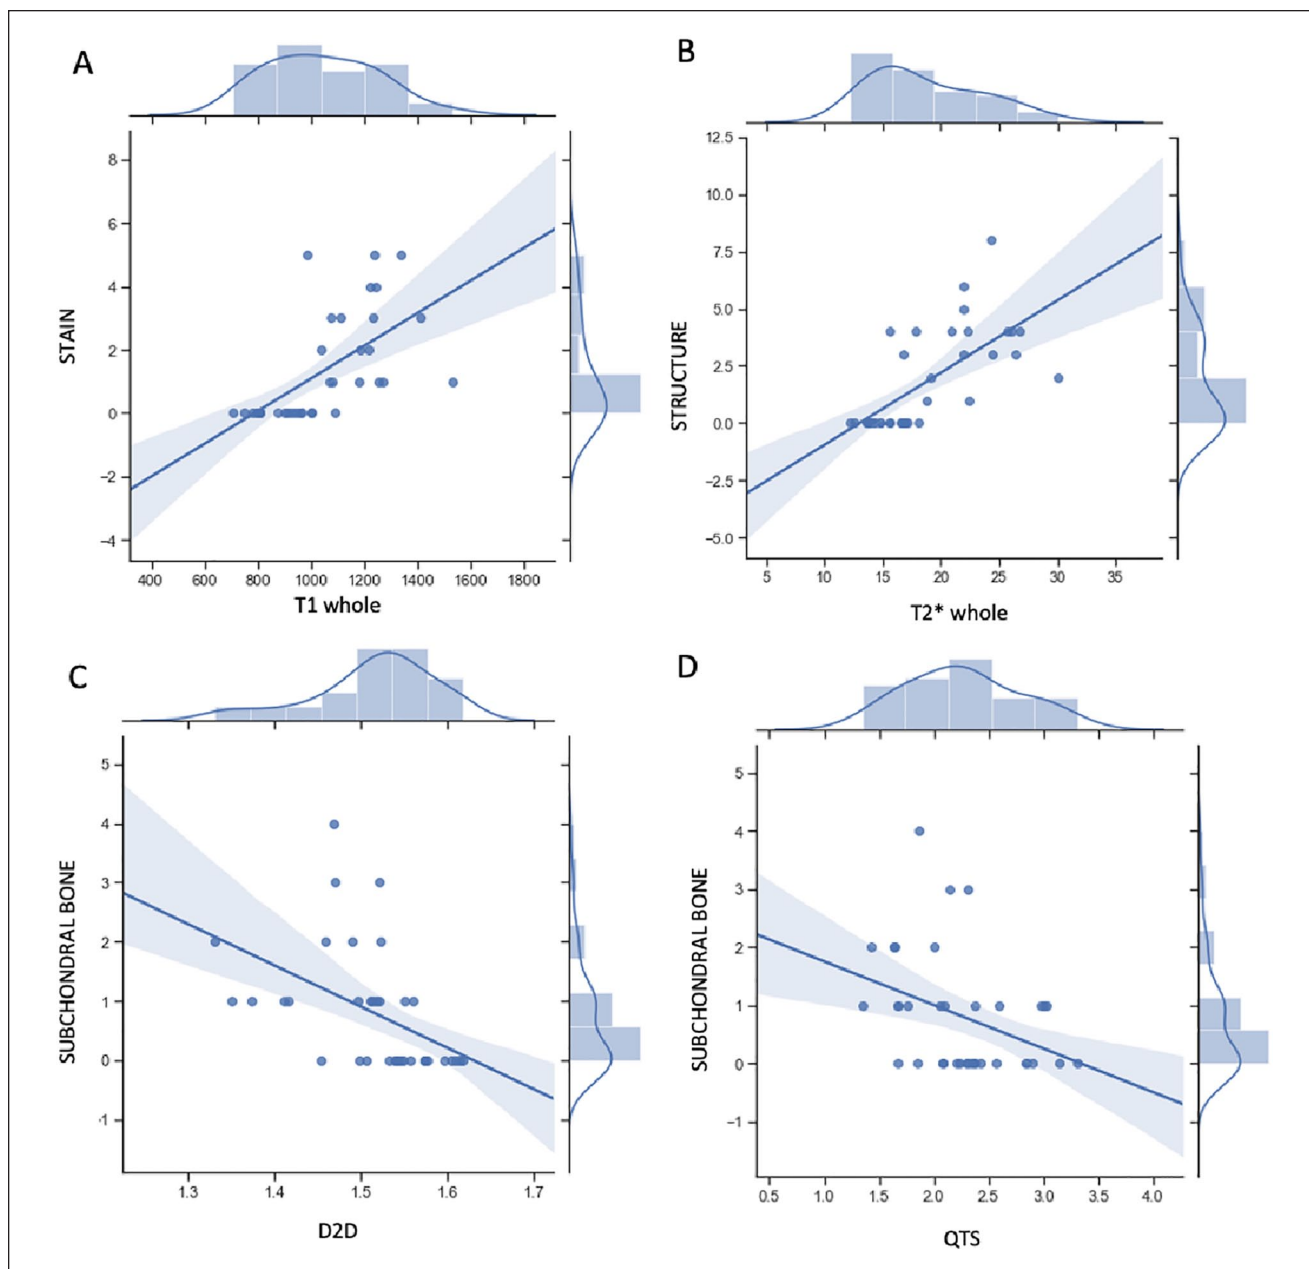 A
8
6
4
2
0
−2
−4
STAIN
400 600 800 1000 1200 1400 1600 1800
T1 whole
B
12.5
10.0
7.5
5.0
2.5
0.0
−2.5
−5.0
STRUCTURE
5 10 15 20 25 30 35
T2* whole
C
5
4
3
2
1
0
−1
SUBCHONDRAL BONE
1.3 1.4 1.5 1.6 1.7
D2D
D
5
4
3
2
1
0
−1
SUBCHONDRAL BONE
0.5 1.0 1.5 2.0 2.5 3.0 3.5 4.0
QTS